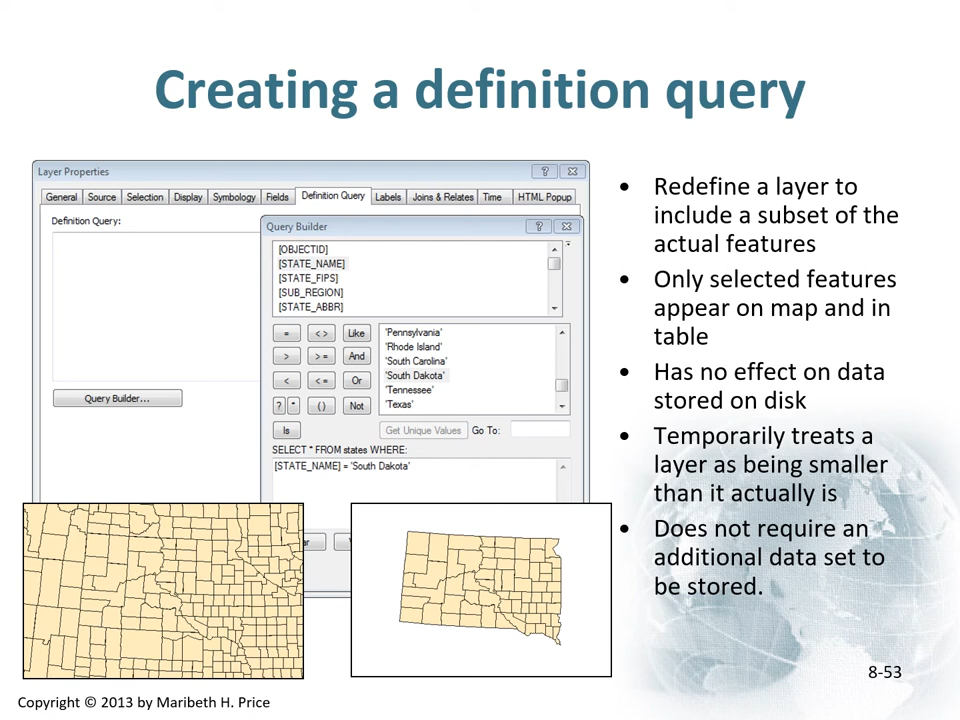 Creating a definition query
Layer Properties
?
General Source Selection Display Symbology Fields Definition Query Labels Joins & Relates Time HTML Popup
Definition Query:
Query Builder...
Query Builder
?
[OBJECTID]
[STATE_NAME]
[STATE_FIPS]
[SUB_REGION]
[STATE_ABBR]
= < > Like
> > = And
< < = Or
? * ( ) Not
Is
'Pennsylvania'
'Rhode Island'
'South Carolina'
'South Dakota'
'Tennessee'
'Texas'
Get Unique Values Go To:
SELECT * FROM states WHERE:
[STATE_NAME] = 'South Dakota'
• Redefine a layer to
include a subset of the
actual features
• Only selected features
appear on map and in
table
• Has no effect on data
stored on disk
• Temporarily treats a
layer as being smaller
than it actually is
• Does not require an
additional data set to
be stored.
8-53
Copyright © 2013 by Maribeth H. Price